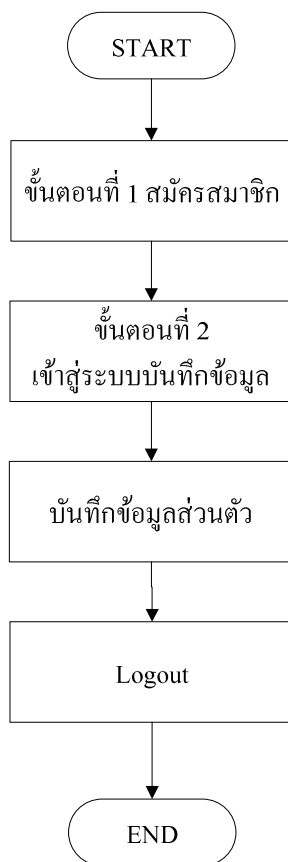 START
ขั้นตอนที่ 1 สมัครสมาชิก
ขั้นตอนที่ 2
เข้าสู่ระบบบันทึกข้อมูล
บันทึกข้อมูลส่วนตัว
Logout
END